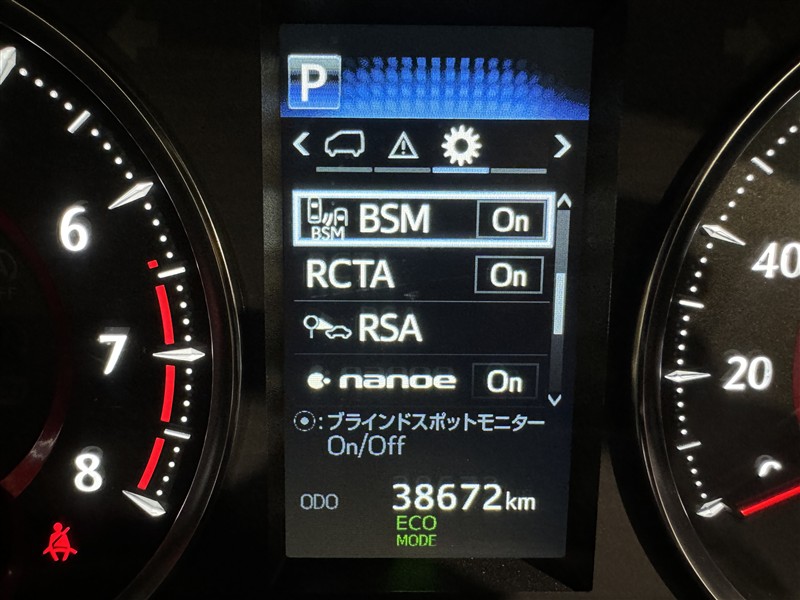 P
BSM BSM On
RCTA On
RSA
nanoe On
:ブラインドスポットモニター
On/Off
ODO 38672km
ECO
MODE
6
7
8
40
20